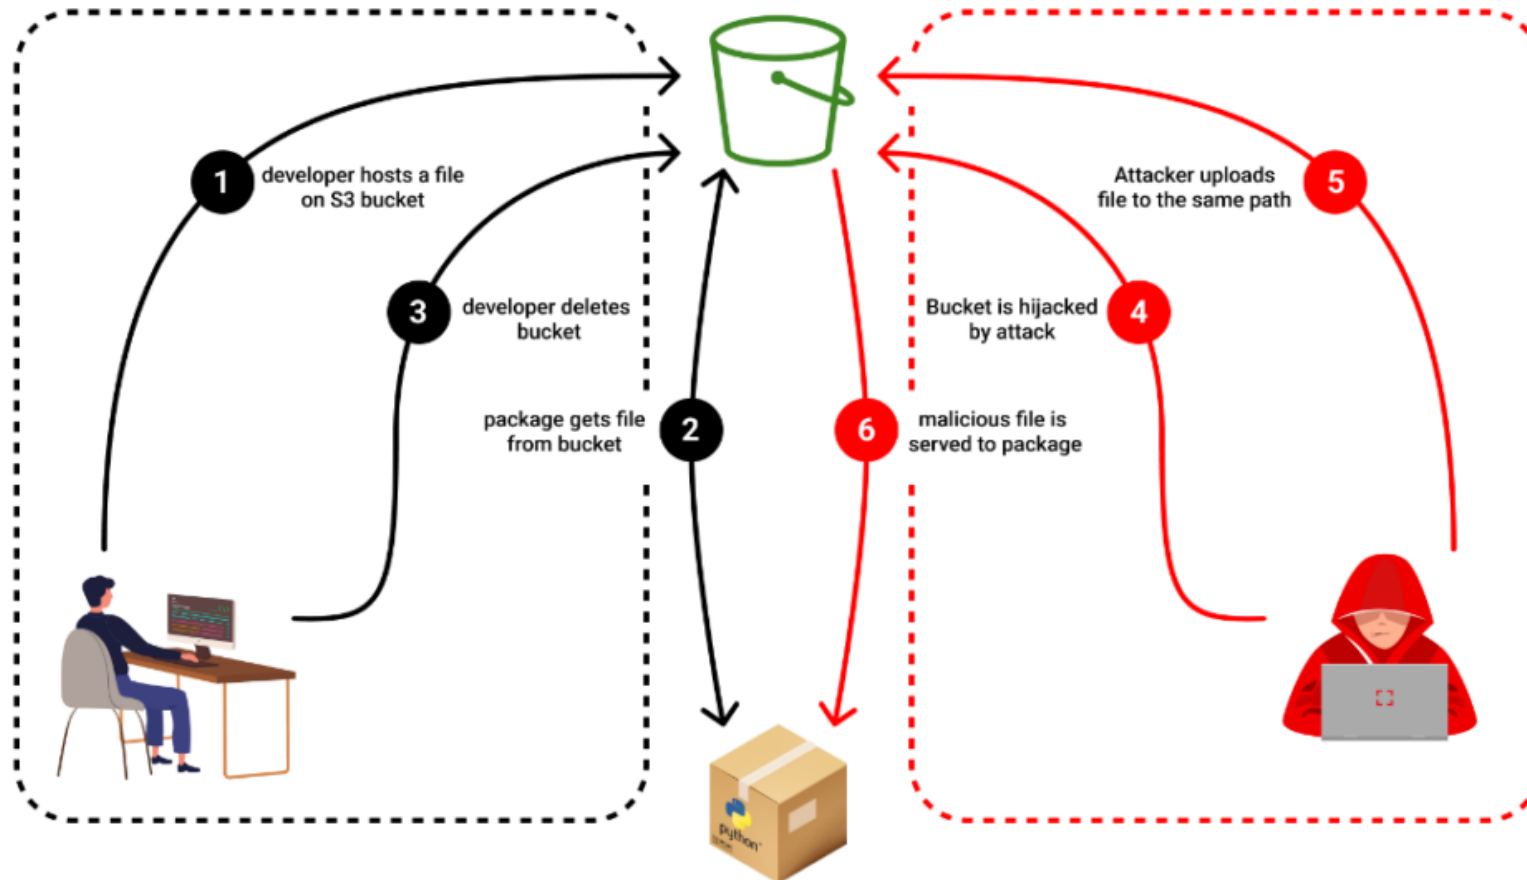 1
developer hosts a file
on S3 bucket
3
developer deletes
bucket
package gets file
from bucket
2
Attacker uploads
file to the same path
5
Bucket is hijacked
by attack
4
6
malicious file is
served to package
python